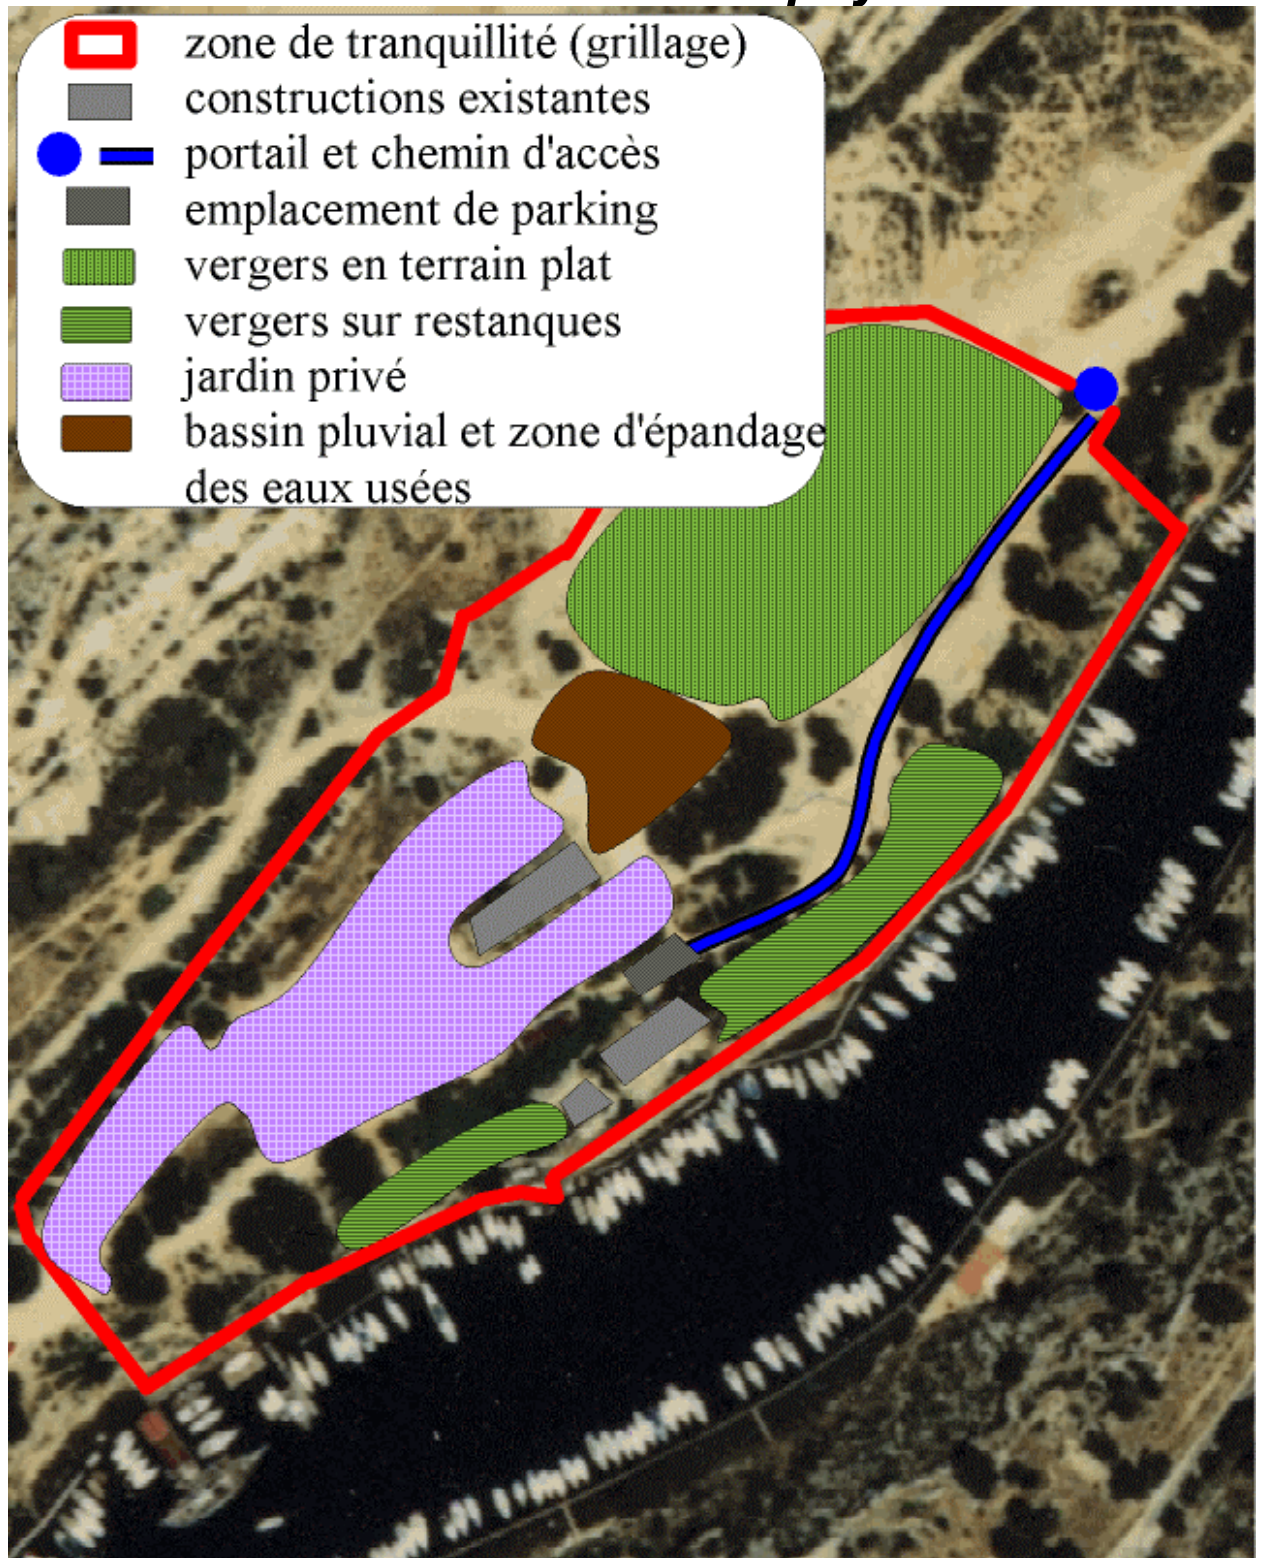 zone de tranquillité (grillage)
constructions existantes
portail et chemin d'accès
emplacement de parking
vergers en terrain plat
vergers sur restanques
jardin privé
bassin pluvial et zone d'épandage
des eaux usées